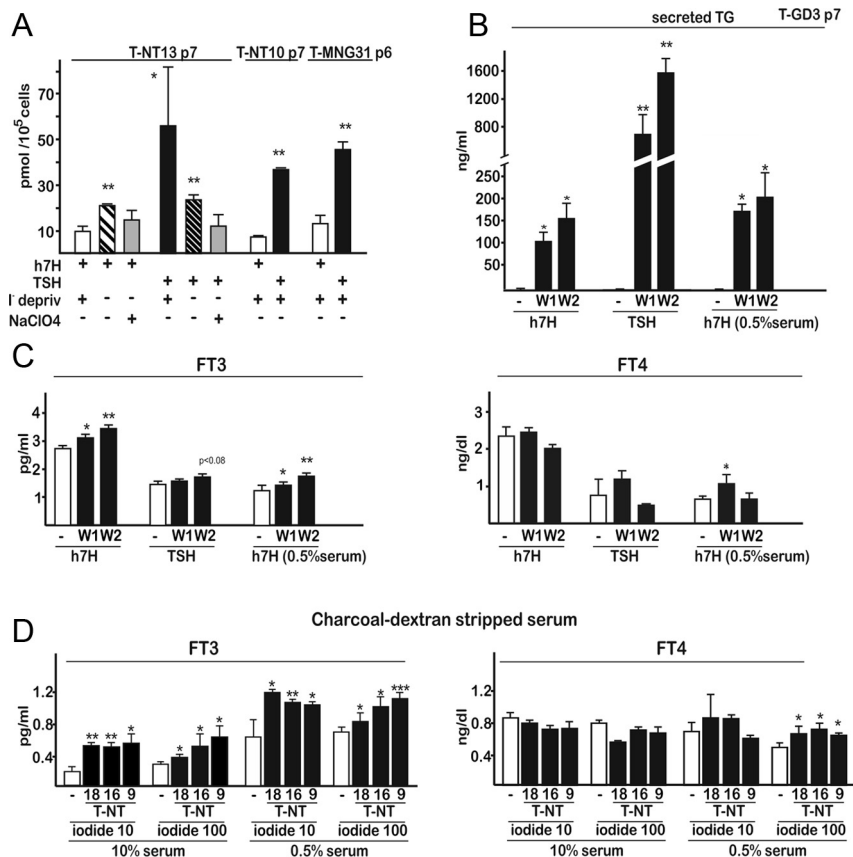 A
T-NT13 p7 T-NT10 p7 T-MNG31 p6
pmol /10⁵ cells
70
50
30
10
*
**
**
**
**
h7H + + + + +
TSH + + + + +
I⁻ depriv + - - + - - + + + +
NaClO4 - - + - - + - - - -
B
T-GD3 p7
secreted TG
ng/ml
1600
800
250
200
150
100
50
* *
** **
* *
- W1W2 - W1W2 - W1W2
h7H TSH h7H (0.5%serum)
C
FT3
pg/ml
4
3
2
1
* **
p<0.08
* **
- W1W2 - W1W2 - W1W2
h7H TSH h7H (0.5%serum)
FT4
ng/dl
3
2
1
*
- W1W2 - W1W2 - W1W2
h7H TSH h7H (0.5%serum)
D
Charcoal-dextran stripped serum
FT3
pg/ml
1.2
0.8
0.4
** ** * * * * * ** * * * ***
- 18 16 9 - 18 16 9 - 18 16 9 - 18 16 9
T-NT T-NT T-NT T-NT
iodide 10 iodide 100 iodide 10 iodide 100
10% serum 0.5% serum
FT4
ng/dl
1.2
0.8
0.4
* * *
- 18 16 9 - 18 16 9 - 18 16 9 - 18 16 9
T-NT T-NT T-NT T-NT
iodide 10 iodide 100 iodide 10 iodide 100
10% serum 0.5% serum